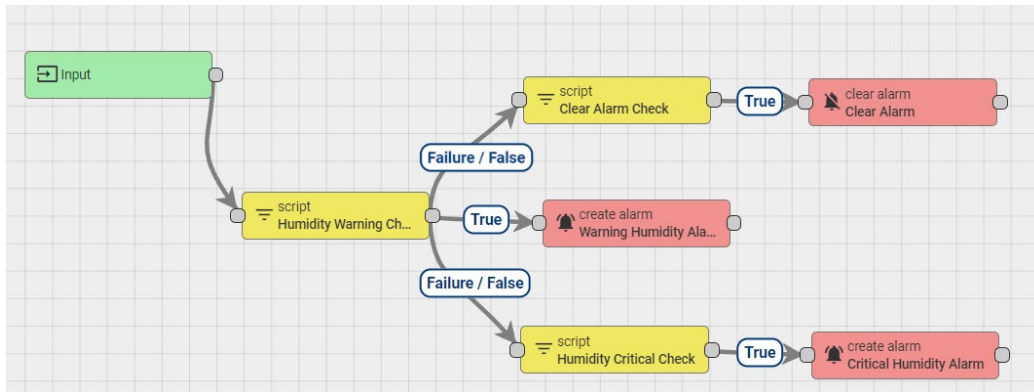 Input
script
Clear Alarm Check
True
clear alarm
Clear Alarm
Failure / False
script
Humidity Warning Ch...
True
create alarm
Warning Humidity Ala...
Failure / False
script
Humidity Critical Check
True
create alarm
Critical Humidity Alarm